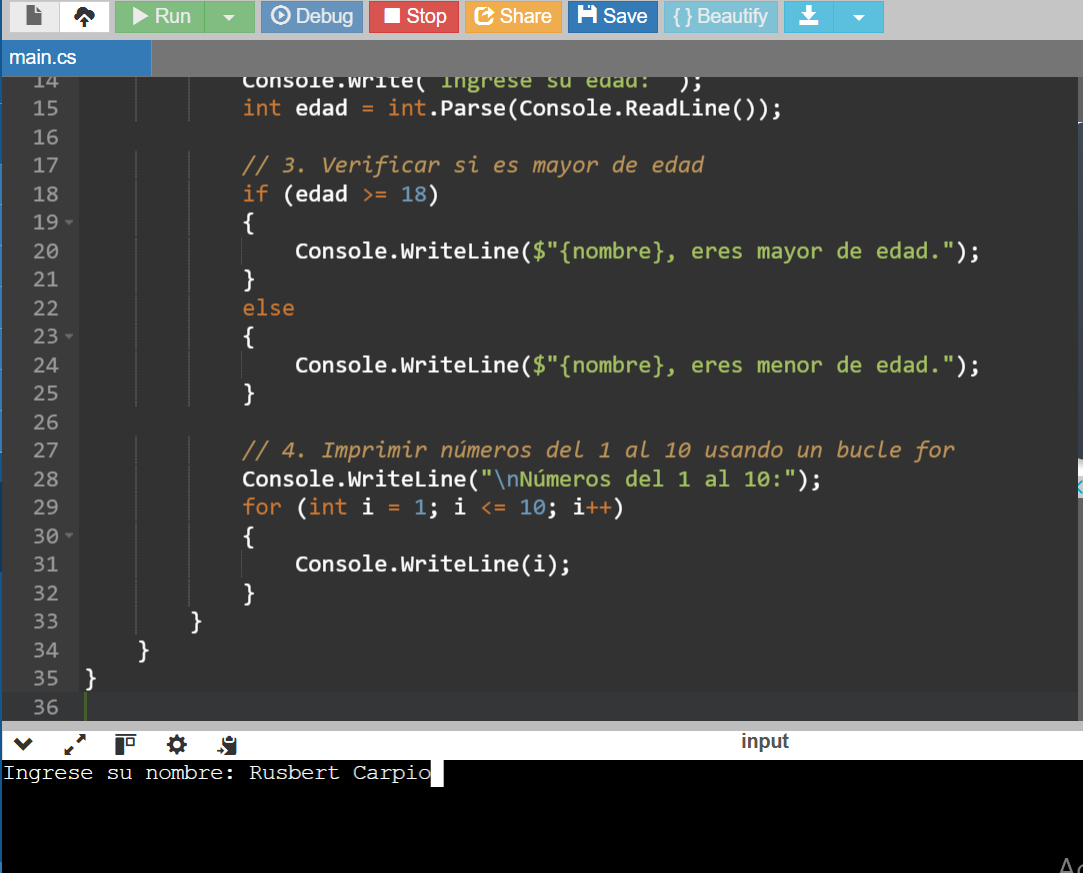 Run Debug Stop Share Save { } Beautify
main.cs
14 Console.Write("Ingrese su edad: ");
15 int edad = int.Parse(Console.ReadLine());
16
17 // 3. Verificar si es mayor de edad
18 if (edad >= 18)
19 {
20 Console.WriteLine($"{nombre}, eres mayor de edad.");
21 }
22 else
23 {
24 Console.WriteLine($"{nombre}, eres menor de edad.");
25 }
26
27 // 4. Imprimir números del 1 al 10 usando un bucle for
28 Console.WriteLine("\nNúmeros del 1 al 10:");
29 for (int i = 1; i <= 10; i++)
30 {
31 Console.WriteLine(i);
32 }
33 }
34 }
35 }
36
input
Ingrese su nombre: Rusbert Carpio